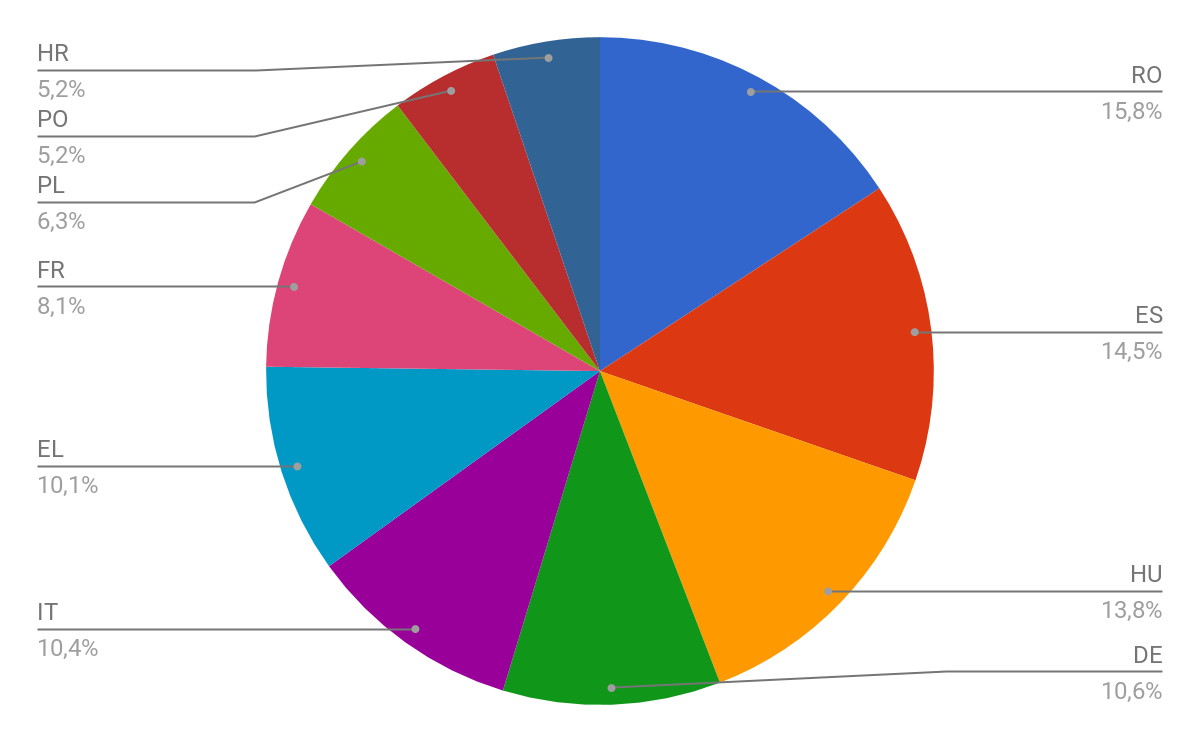 HR
5,2%
PO
5,2%
PL
6,3%
FR
8,1%
EL
10,1%
IT
10,4%
RO
15,8%
ES
14,5%
HU
13,8%
DE
10,6%